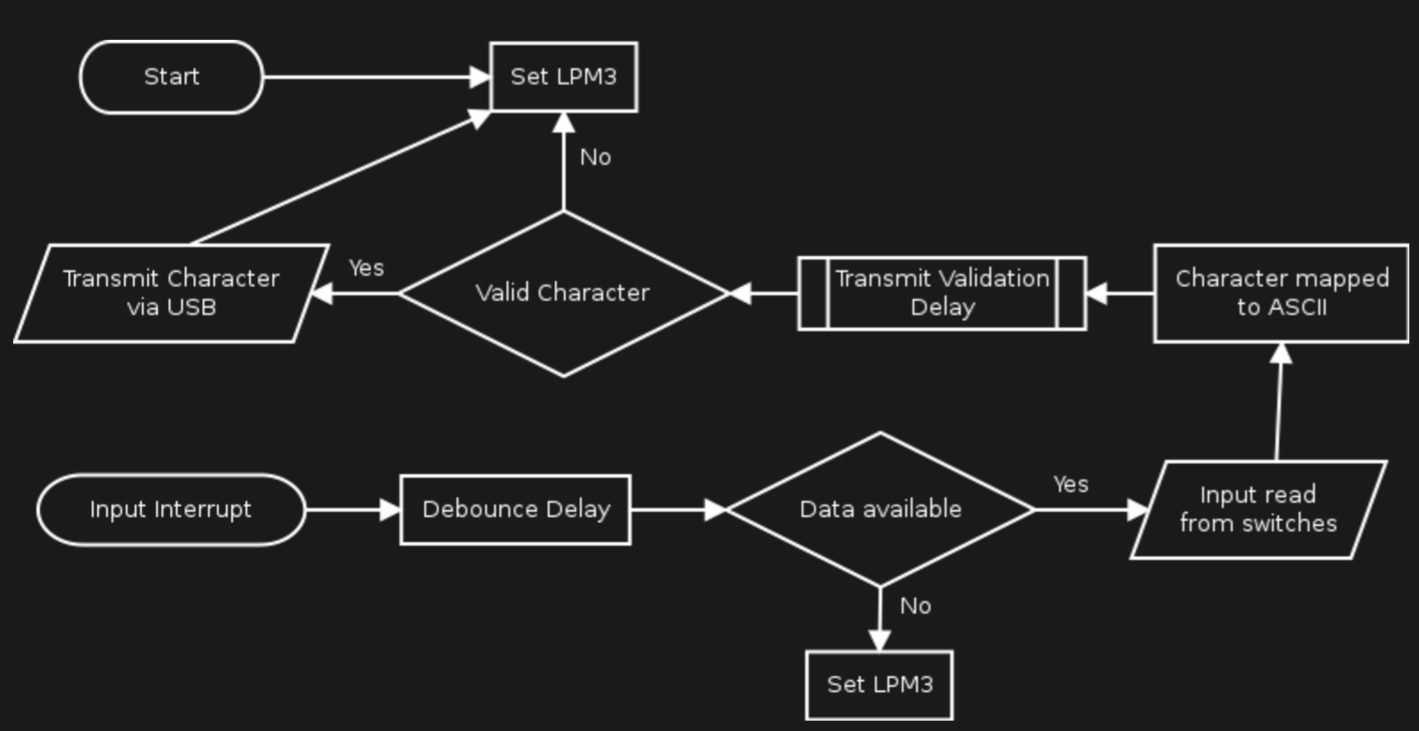 Start
Set LPM3
No
Transmit Character
via USB
Yes
Valid Character
Transmit Validation
Delay
Character mapped
to ASCII
Input Interrupt
Debounce Delay
Data available
Yes
Input read
from switches
No
Set LPM3